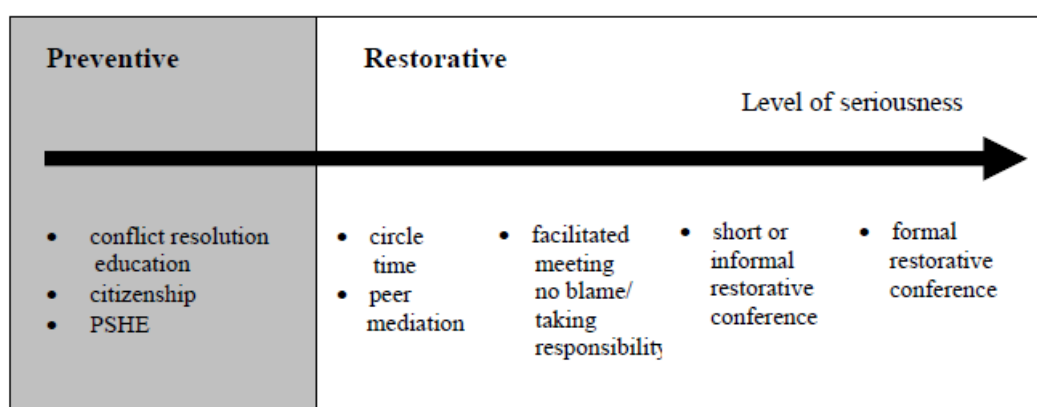 Preventive
Restorative
Level of seriousness
• conflict resolution
education
• citizenship
• PSHE
• circle
time
• peer
mediation
• facilitated
meeting
no blame/
taking
responsibility
• short or
informal
restorative
conference
• formal
restorative
conference